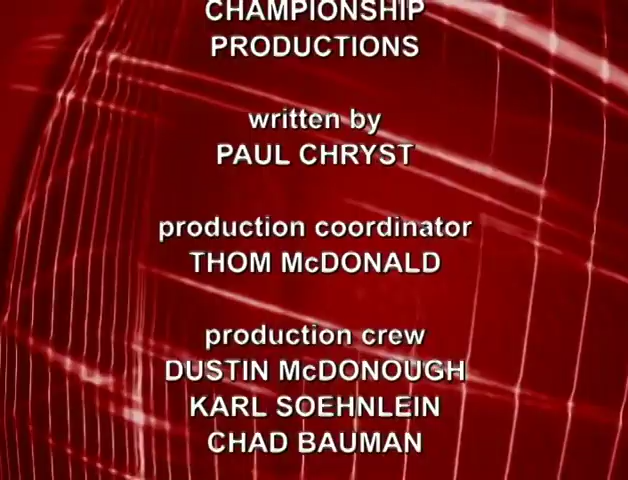 CHAMPIONSHIP
PRODUCTIONS
written by
PAUL CHRYST
production coordinator
THOM McDONALD
production crew
DUSTIN McDONOUGH
KARL SOEHNLEIN
CHAD BAUMAN